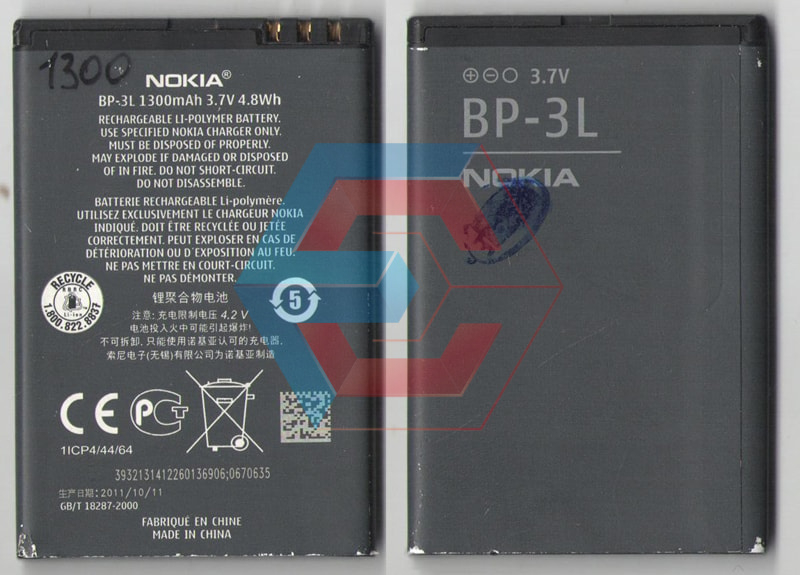 1300
NOKIA®
BP-3L 1300mAh 3.7V 4.8Wh
RECHARGEABLE LI-POLYMER BATTERY.
USE SPECIFIED NOKIA CHARGER ONLY.
MUST BE DISPOSED OF PROPERLY.
MAY EXPLODE IF DAMAGED OR DISPOSED
OF IN FIRE. DO NOT SHORT-CIRCUIT.
DO NOT DISASSEMBLE.
BATTERIE RECHARGEABLE Li-polymère.
UTILISEZ EXCLUSIVEMENT LE CHARGEUR NOKIA
INDIQUÉ. DOIT ÊTRE RECYCLÉE OU JETÉE
CORRECTEMENT. PEUT EXPLOSER EN CAS DE
DÉTÉRIORATION OU D'EXPOSITION AU FEU.
NE PAS METTRE EN COURT-CIRCUIT.
NE PAS DÉMONTER.
RECYCLE
RBRC
Li-ion
1.800.822.8837
锂聚合物电池
5
注意: 充电限制电压 4,2 V
电池投入火中可能引起爆炸!
不可拆卸. 只能使用诺基亚认可的充电器.
索尼电子(无锡)有限公司为诺基亚制造
CE PCT
1ICP4/44/64
3932131412260136906;0670635
生产日期: 2011/10/11
GB/T 18287-2000
FABRIQUÉ EN CHINE
MADE IN CHINA
3.7V
BP-3L
NOKIA